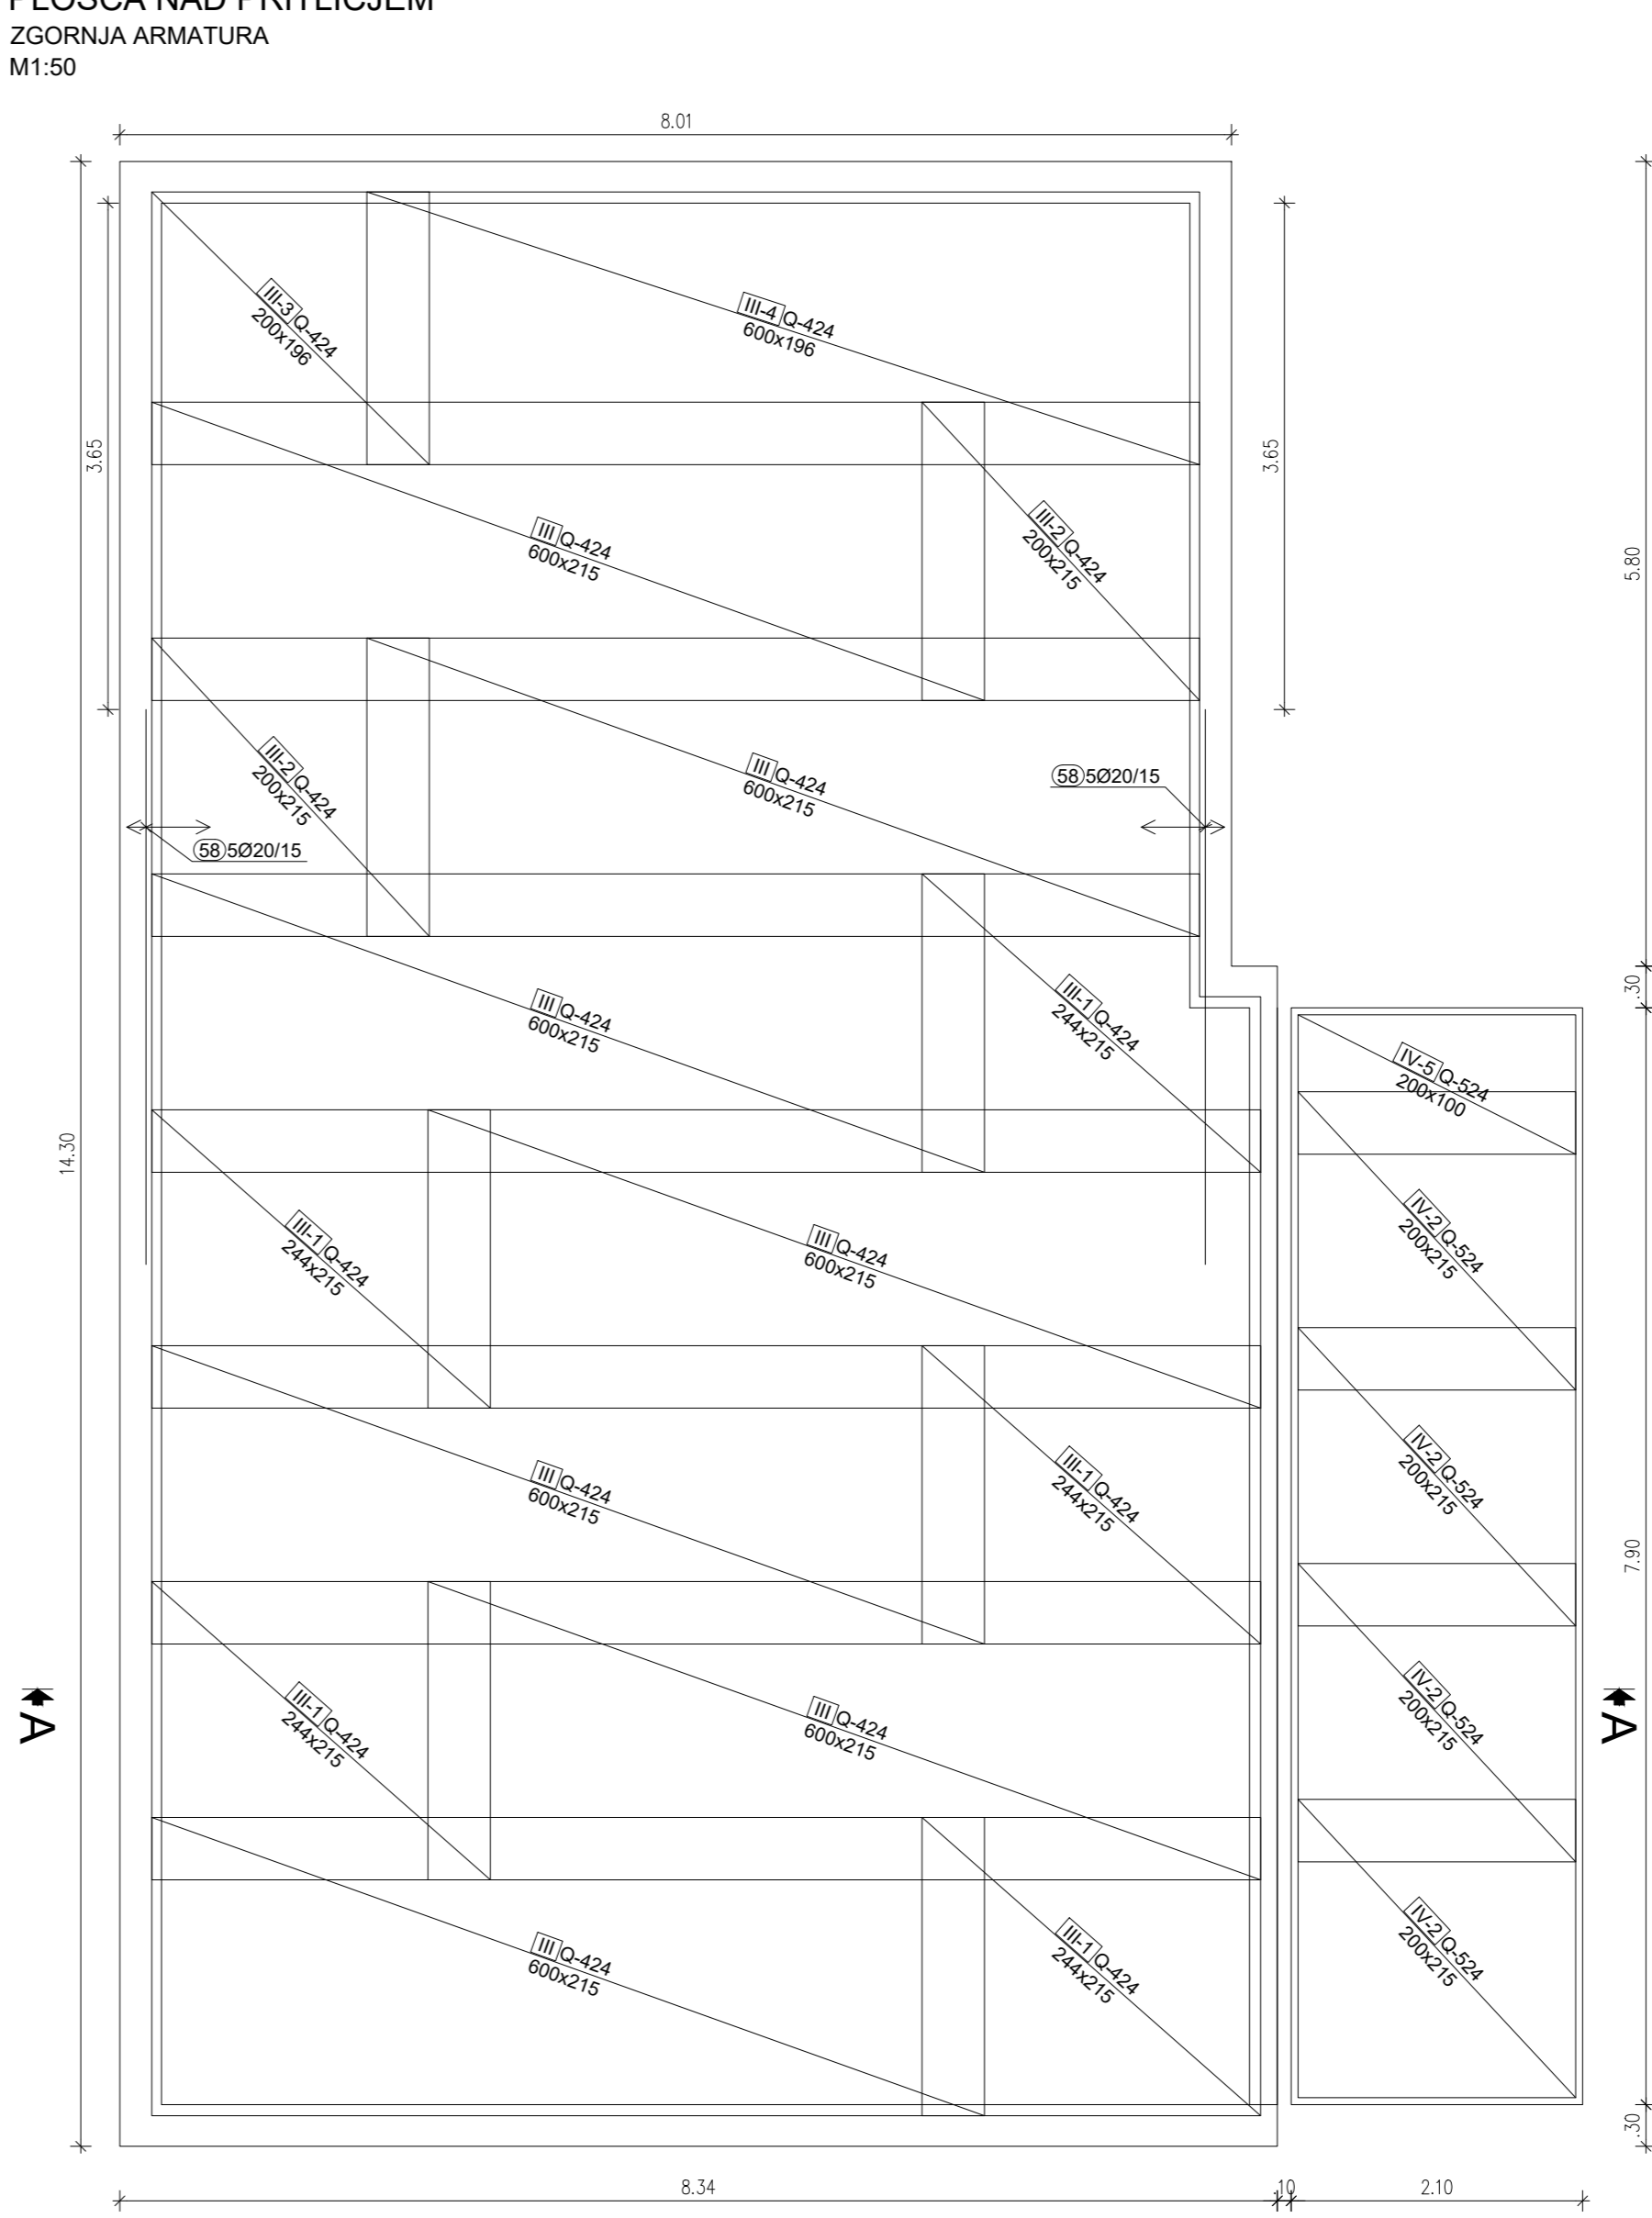 PLOŠČA NAD PRITLIČJEM
ZGORNJA ARMATURA
M1:50
8.01
III-3 Q-424
200x196
III-4 Q-424
600x196
3.65
3.65
III Q-424
600x215
III-2 Q-424
200x215
5.80
III-2 Q-424
200x215
III Q-424
600x215
58 5Ø20/15
58 5Ø20/15
.30
III Q-424
600x215
III-1 Q-424
244x215
IV-5 Q-524
200x100
14.30
III-1 Q-424
244x215
III Q-424
600x215
IV-2 Q-524
200x215
III Q-424
600x215
III-1 Q-424
244x215
IV-2 Q-524
200x215
7.90
III-1 Q-424
244x215
III Q-424
600x215
IV-2 Q-524
200x215
A
A
III Q-424
600x215
III-1 Q-424
244x215
IV-2 Q-524
200x215
.30
8.34
.10
2.10